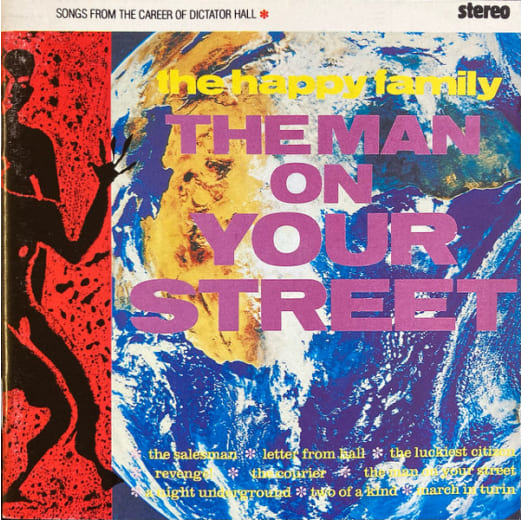 SONGS FROM THE CAREER OF DICTATOR HALL *
stereo
the happy family
THE MAN
ON
YOUR
STREET
* the salesman * letter from hall * the luckiest citizen
revenge! * the courier * the man on your street
* a night underground * two of a kind * march in turin